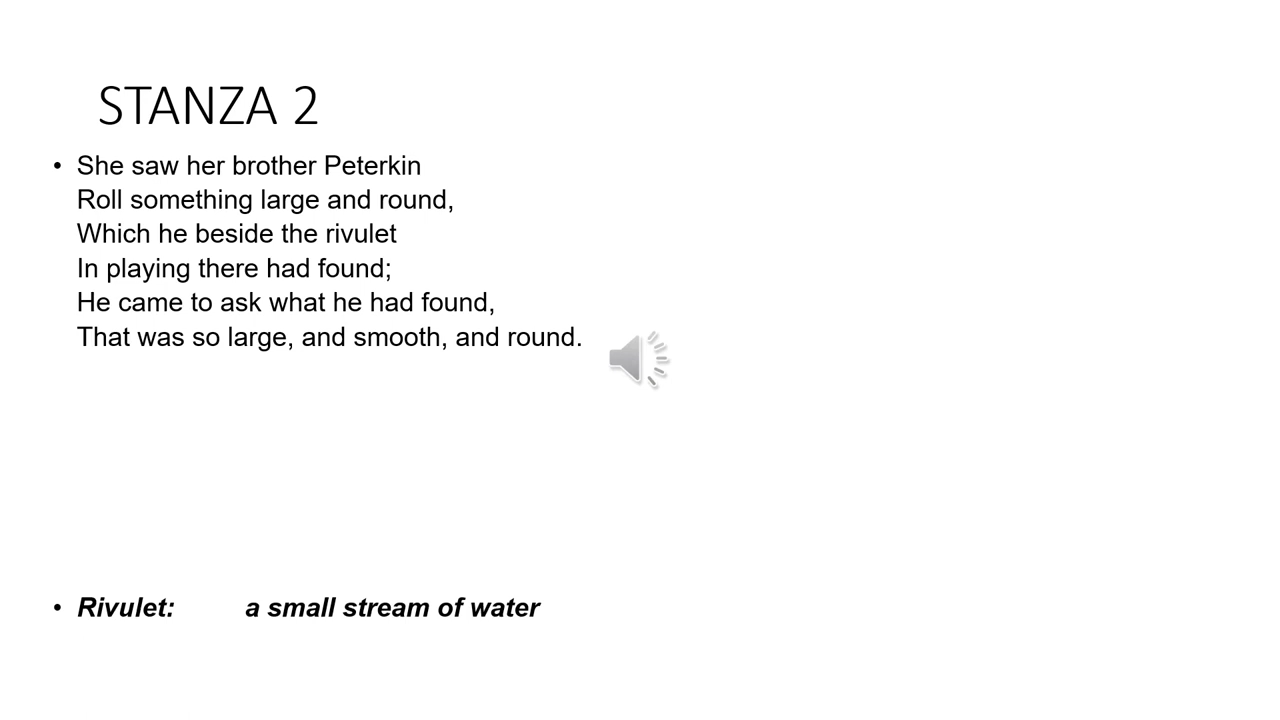 STANZA 2
• She saw her brother Peterkin
Roll something large and round,
Which he beside the rivulet
In playing there had found;
He came to ask what he had found,
That was so large, and smooth, and round.
• Rivulet: a small stream of water